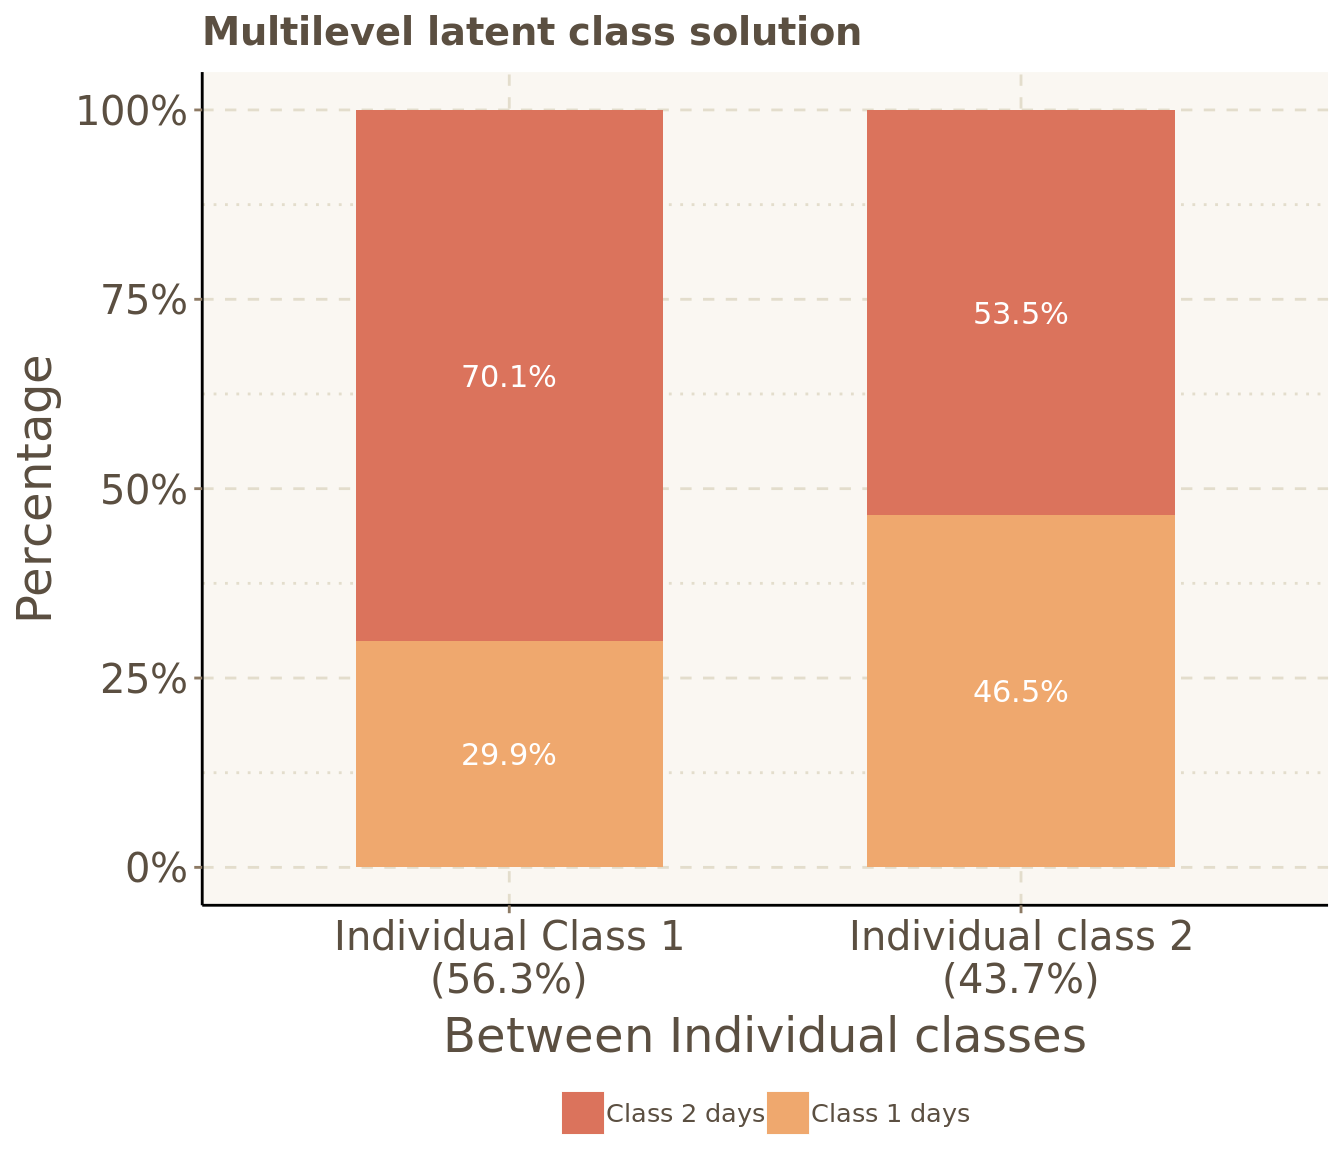 Multilevel latent class solution
Percentage
100%
75%
50%
25%
0%
70.1%
29.9%
53.5%
46.5%
Individual Class 1
(56.3%)
Individual class 2
(43.7%)
Between Individual classes
Class 2 days
Class 1 days